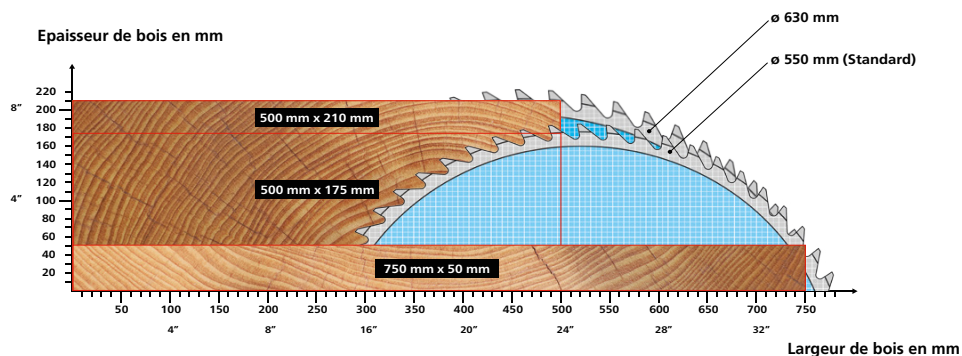 ø 630 mm
Epaisseur de bois en mm
ø 550 mm (Standard)
220
8”
200
500 mm x 210 mm
180
160
140
120
500 mm x 175 mm
4”
100
80
60
40
750 mm x 50 mm
20
50 100 150 200 250 300 350 400 450 500 550 600 650 700 750
4” 8” 16” 20” 24” 28” 32”
Largeur de bois en mm